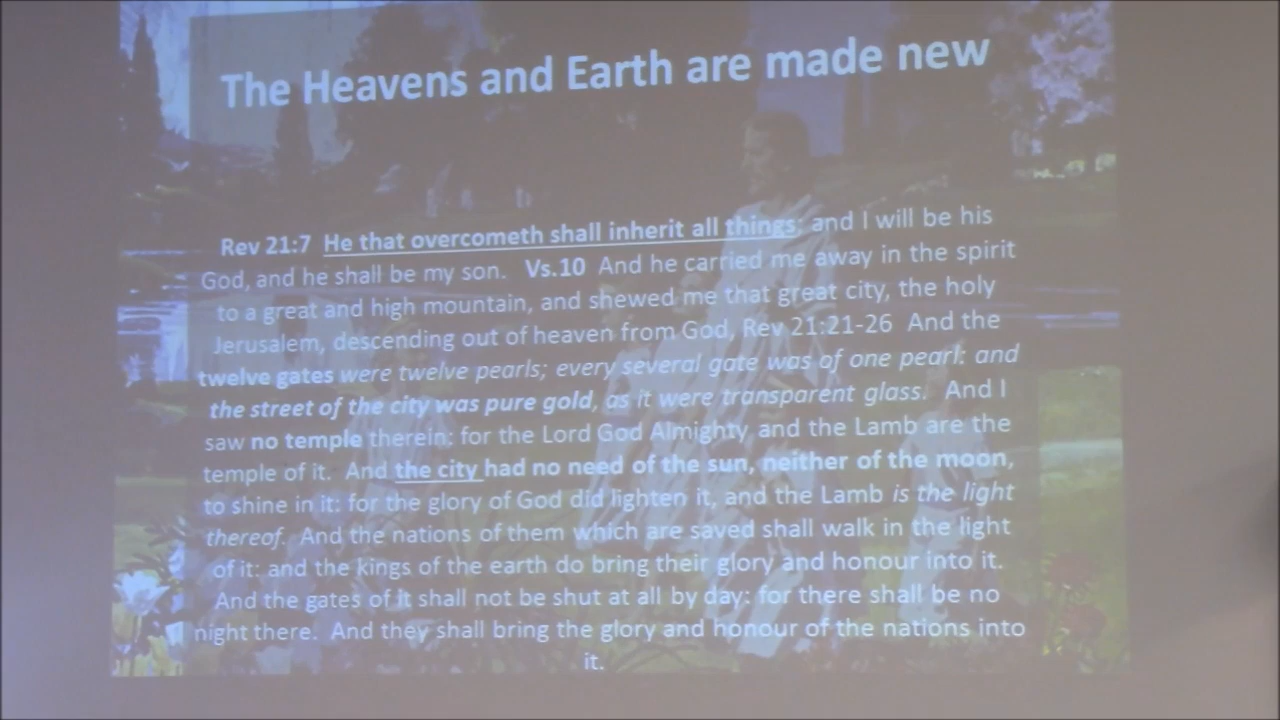 The Heavens and Earth are made new
Rev 21:7 He that overcometh shall inherit all things; and I will be his
God, and he shall be my son. Vs.10 And he carried me away in the spirit
to a great and high mountain, and shewed me that great city, the holy
Jerusalem, descending out of heaven from God, Rev 21:21-26 And the
twelve gates were twelve pearls; every several gate was of one pearl: and
the street of the city was pure gold, as it were transparent glass. And I
saw no temple therein: for the Lord God Almighty and the Lamb are the
temple of it. And the city had no need of the sun, neither of the moon,
to shine in it: for the glory of God did lighten it, and the Lamb is the light
thereof. And the nations of them which are saved shall walk in the light
of it: and the kings of the earth do bring their glory and honour into it.
And the gates of it shall not be shut at all by day: for there shall be no
night there. And they shall bring the glory and honour of the nations into
it.